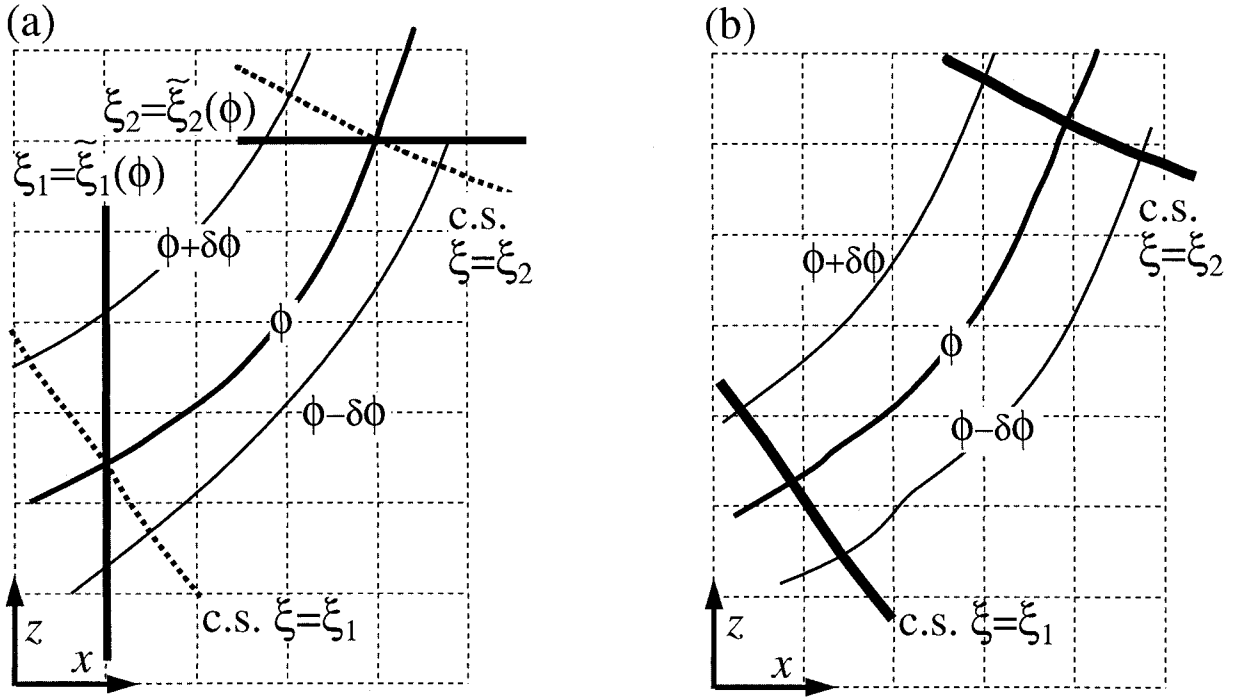 (a)
ξ₂=ξ̃₂(ϕ)
ξ₁=ξ̃₁(ϕ)
ϕ+δϕ
c.s.
ξ=ξ₂
ϕ
ϕ−δϕ
c.s. ξ=ξ₁
z
x
(b)
c.s.
ξ=ξ₂
ϕ+δϕ
ϕ
ϕ−δϕ
c.s. ξ=ξ₁
z
x